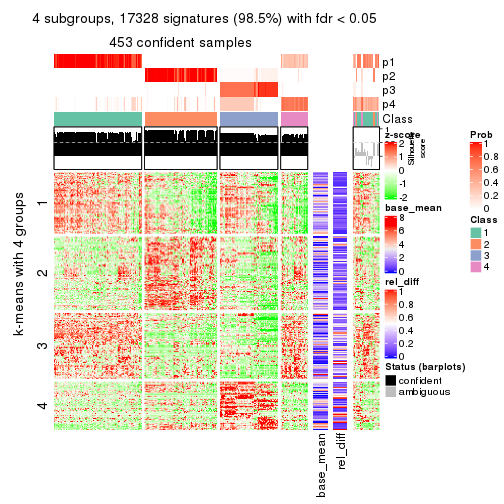 4 subgroups, 17328 signatures (98.5%) with fdr < 0.05
453 confident samples
p1
p2
p3
p4
Class
1
Silhouette
score
z-score
2
1
0
-1
-2
Prob
1
0.8
0.6
0.4
0.2
0
base_mean
8
6
4
2
0
Class
1
2
3
4
rel_diff
1
0.8
0.6
0.4
0.2
0
Status (barplots)
confident
ambiguous
k-means with 4 groups
1
2
3
4
base_mean
rel_diff